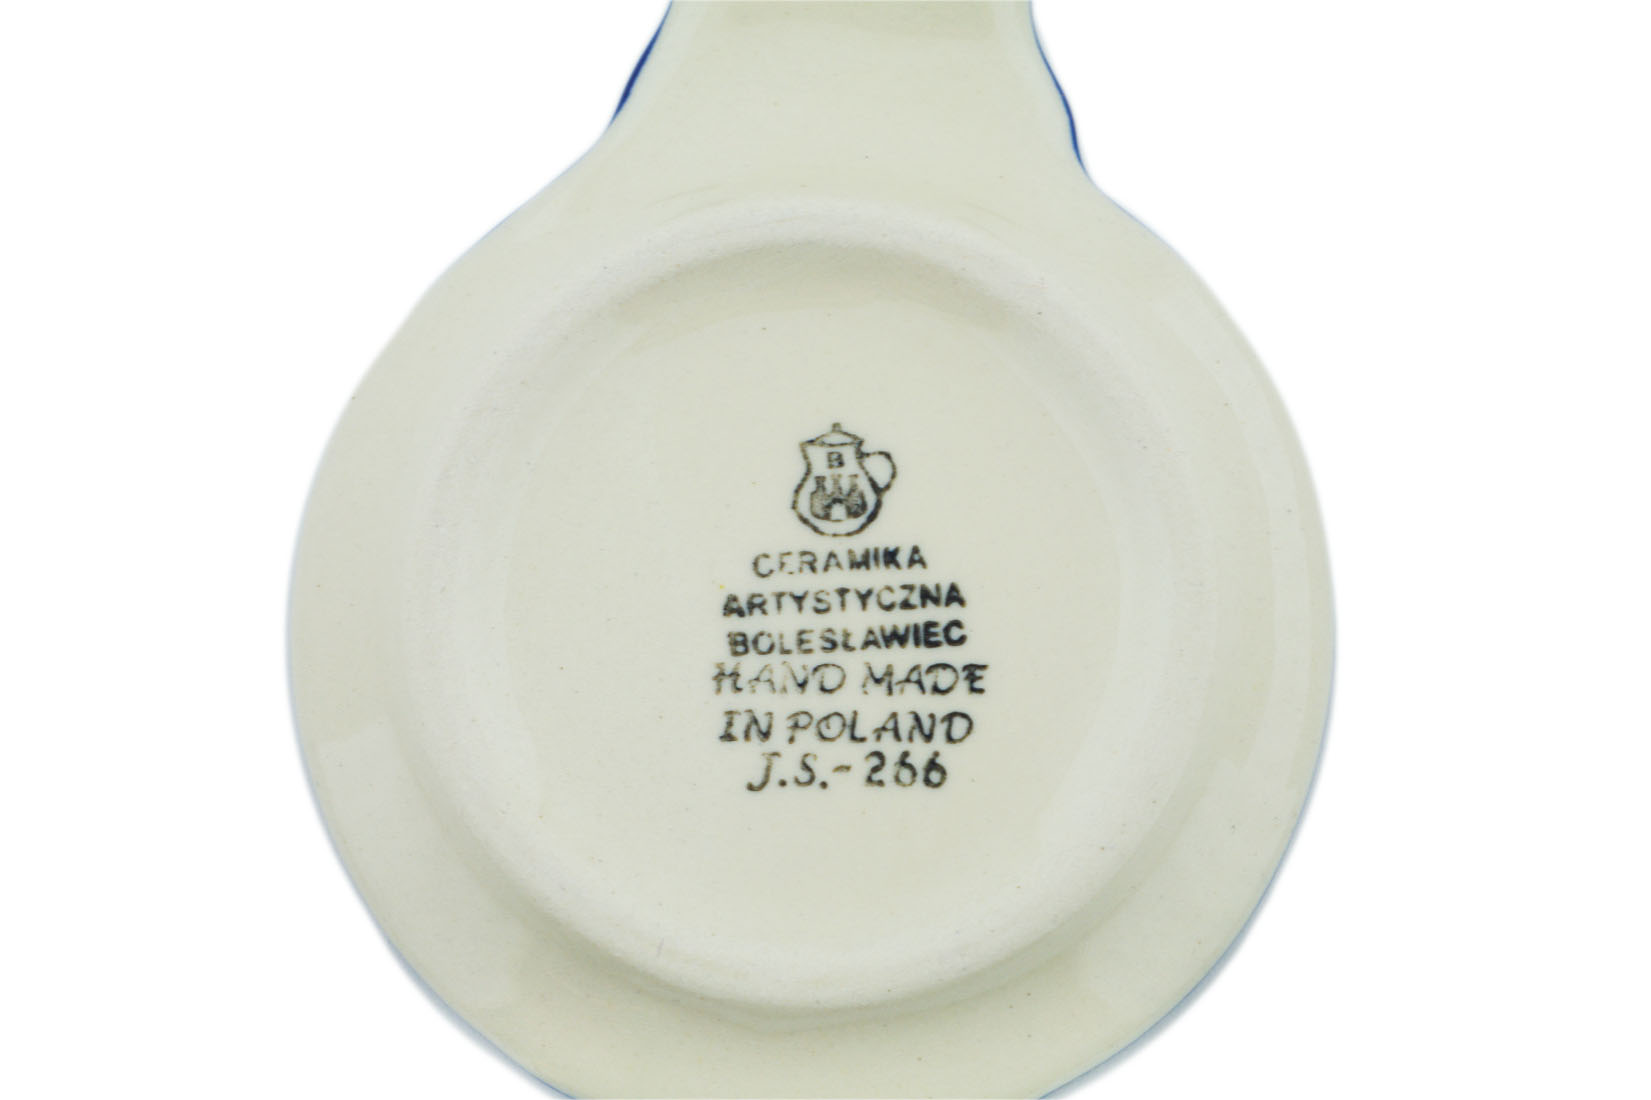 B
CERAMIKA
ARTYSTYCZNA
BOLESŁAWIEC
HAND MADE
IN POLAND
J.S.-266